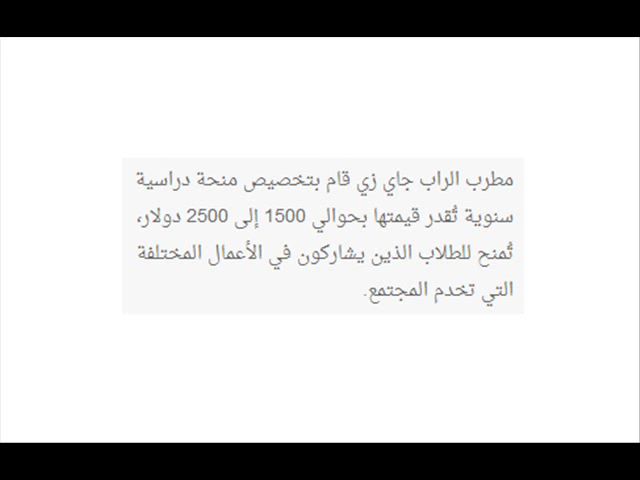 مطرب الراب جاي زي قام بتخصيص منحة دراسية
سنوية تُقدر قيمتها بحوالي 1500 إلى 2500 دولار،
تُمنح للطلاب الذين يشاركون في الأعمال المختلفة
التي تخدم المجتمع.